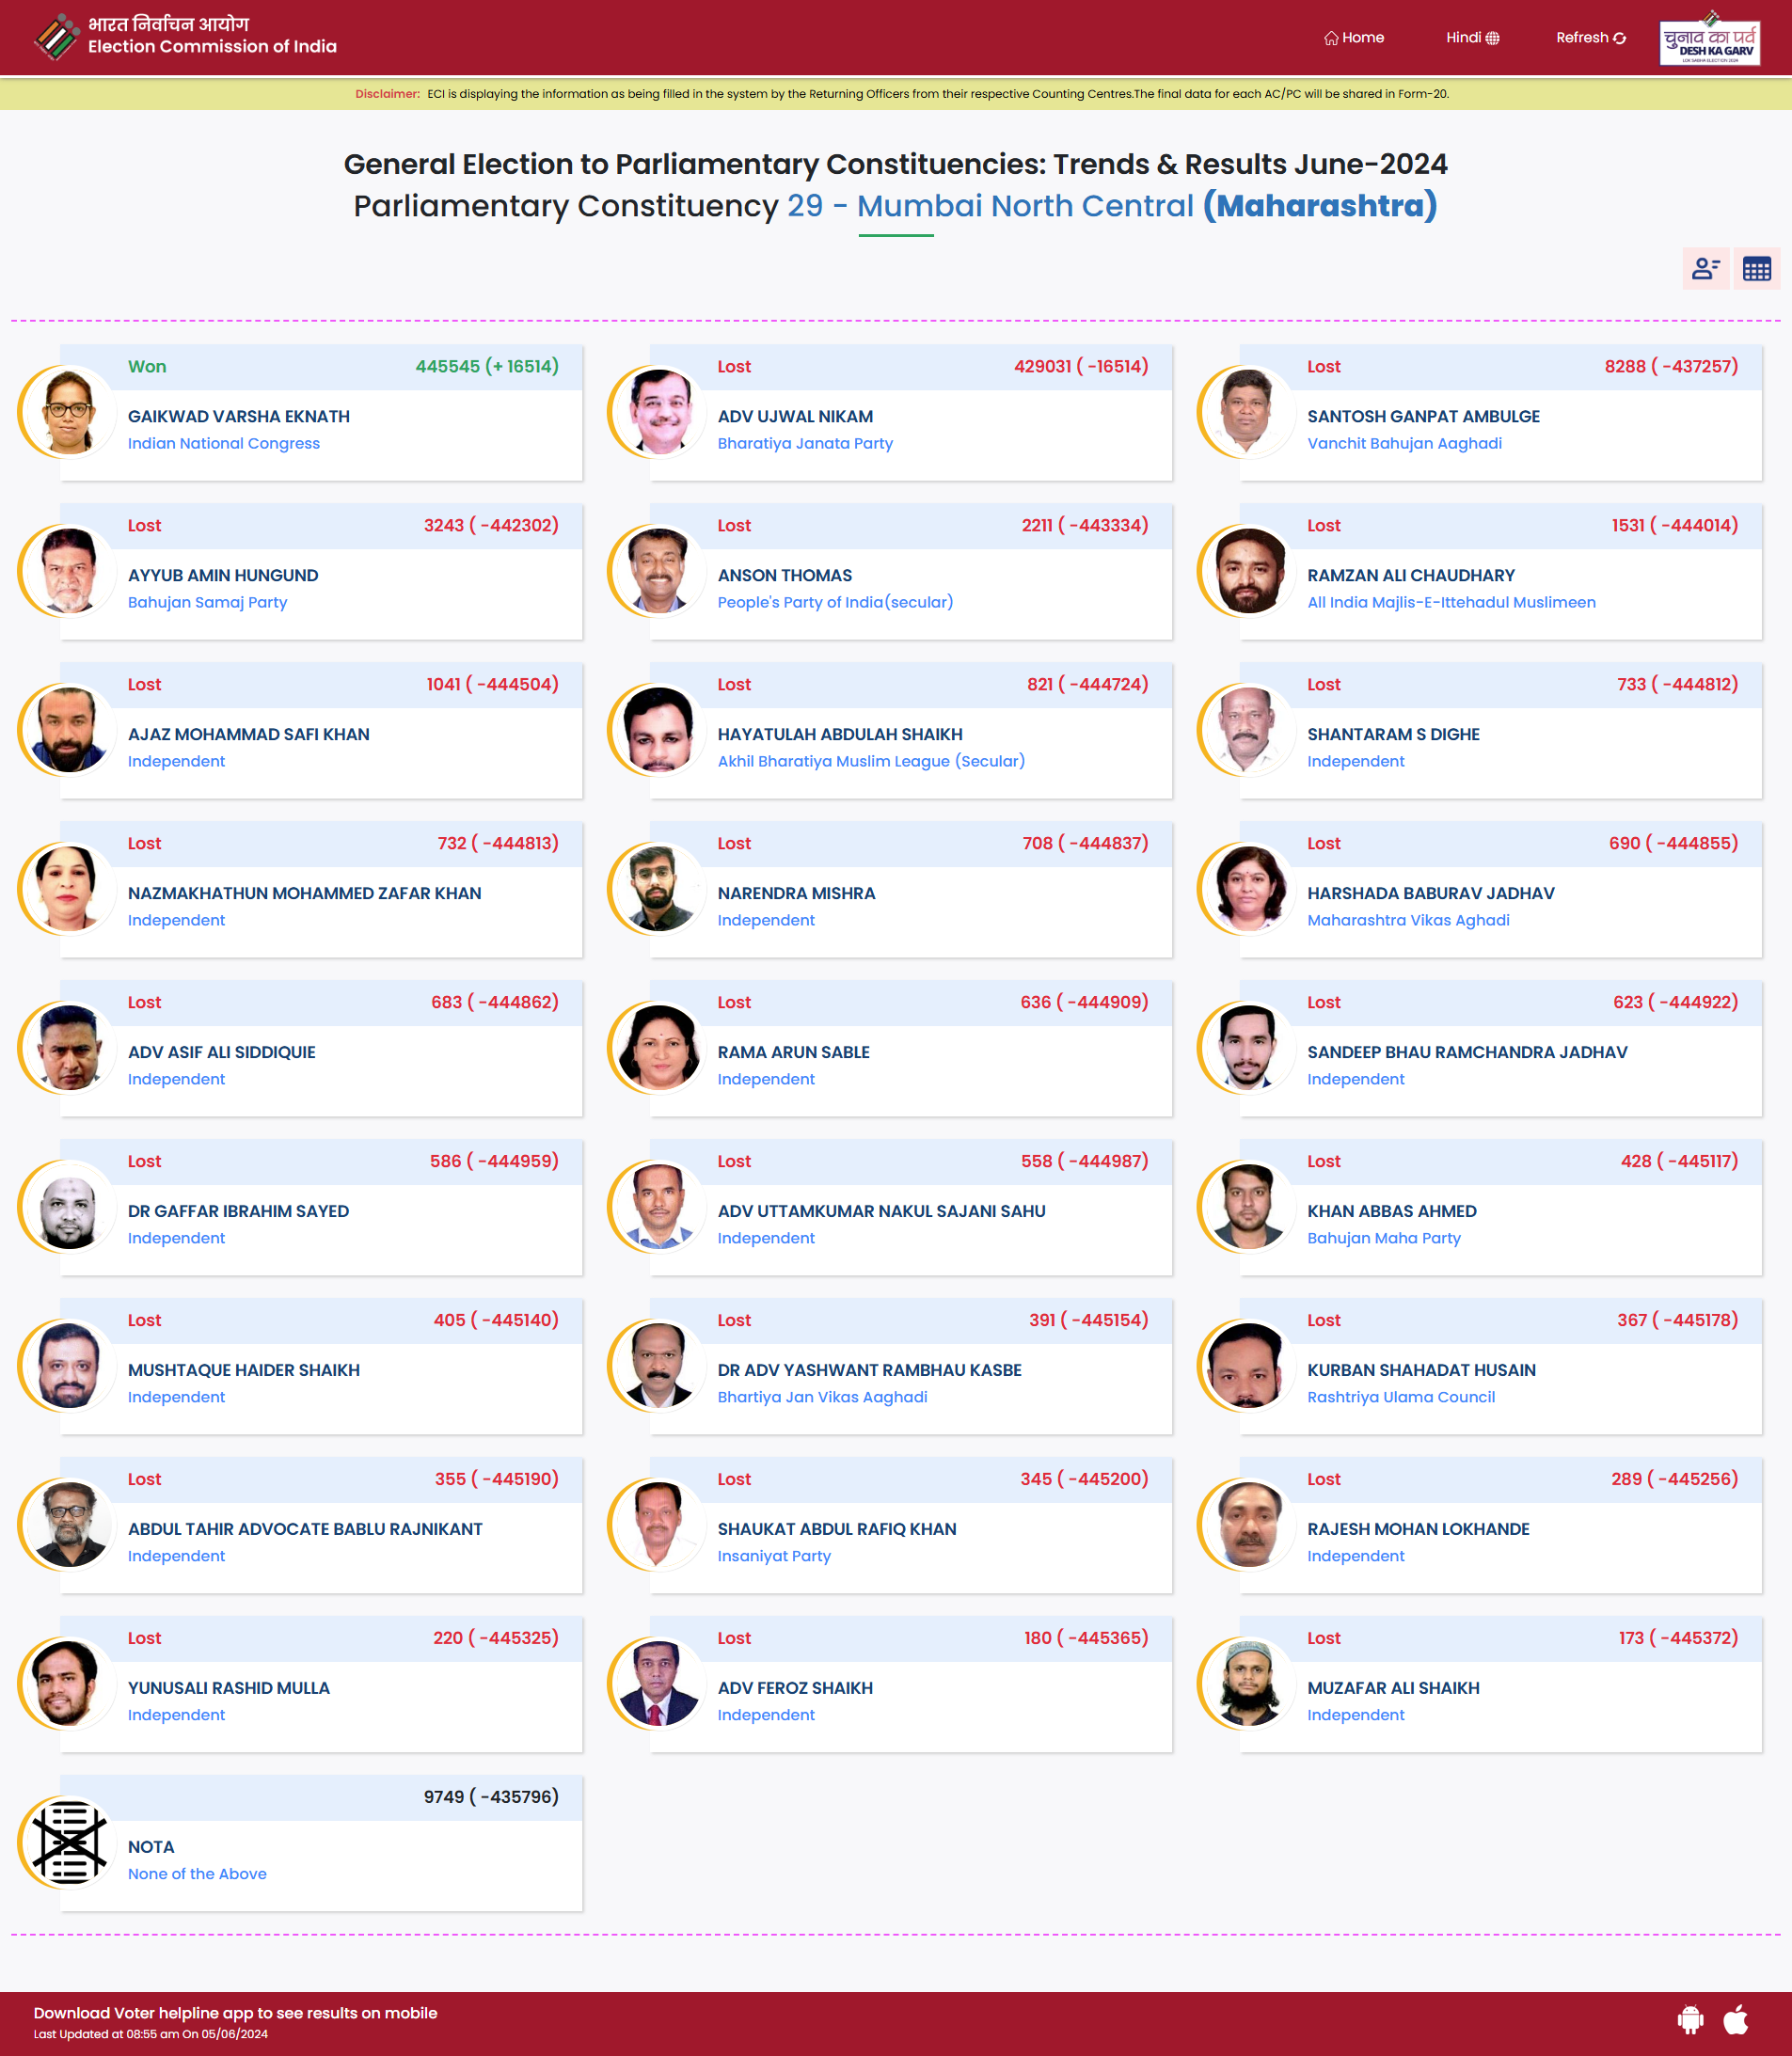 भारत निर्वाचन आयोग
Election Commission of India
Home
Hindi
Refresh
चुनाव का पर्व
DESH KA GARV
LOK SABHA ELECTION 2024
Disclaimer: ECI is displaying the information as being filled in the system by the Returning Officers from their respective Counting Centres.The final data for each AC/PC will be shared in Form-20.
General Election to Parliamentary Constituencies: Trends & Results June-2024
Parliamentary Constituency 29 - Mumbai North Central (Maharashtra)
Won 445545 (+ 16514)
GAIKWAD VARSHA EKNATH
Indian National Congress
Lost 429031 ( -16514)
ADV UJWAL NIKAM
Bharatiya Janata Party
Lost 8288 ( -437257)
SANTOSH GANPAT AMBULGE
Vanchit Bahujan Aaghadi
Lost 3243 ( -442302)
AYYUB AMIN HUNGUND
Bahujan Samaj Party
Lost 2211 ( -443334)
ANSON THOMAS
People's Party of India(secular)
Lost 1531 ( -444014)
RAMZAN ALI CHAUDHARY
All India Majlis-E-Ittehadul Muslimeen
Lost 1041 ( -444504)
AJAZ MOHAMMAD SAFI KHAN
Independent
Lost 821 ( -444724)
HAYATULAH ABDULAH SHAIKH
Akhil Bharatiya Muslim League (Secular)
Lost 733 ( -444812)
SHANTARAM S DIGHE
Independent
Lost 732 ( -444813)
NAZMAKHATHUN MOHAMMED ZAFAR KHAN
Independent
Lost 708 ( -444837)
NARENDRA MISHRA
Independent
Lost 690 ( -444855)
HARSHADA BABURAV JADHAV
Maharashtra Vikas Aghadi
Lost 683 ( -444862)
ADV ASIF ALI SIDDIQUIE
Independent
Lost 636 ( -444909)
RAMA ARUN SABLE
Independent
Lost 623 ( -444922)
SANDEEP BHAU RAMCHANDRA JADHAV
Independent
Lost 586 ( -444959)
DR GAFFAR IBRAHIM SAYED
Independent
Lost 558 ( -444987)
ADV UTTAMKUMAR NAKUL SAJANI SAHU
Independent
Lost 428 ( -445117)
KHAN ABBAS AHMED
Bahujan Maha Party
Lost 405 ( -445140)
MUSHTAQUE HAIDER SHAIKH
Independent
Lost 391 ( -445154)
DR ADV YASHWANT RAMBHAU KASBE
Bhartiya Jan Vikas Aaghadi
Lost 367 ( -445178)
KURBAN SHAHADAT HUSAIN
Rashtriya Ulama Council
Lost 355 ( -445190)
ABDUL TAHIR ADVOCATE BABLU RAJNIKANT
Independent
Lost 345 ( -445200)
SHAUKAT ABDUL RAFIQ KHAN
Insaniyat Party
Lost 289 ( -445256)
RAJESH MOHAN LOKHANDE
Independent
Lost 220 ( -445325)
YUNUSALI RASHID MULLA
Independent
Lost 180 ( -445365)
ADV FEROZ SHAIKH
Independent
Lost 173 ( -445372)
MUZAFAR ALI SHAIKH
Independent
9749 ( -435796)
NOTA
None of the Above
Download Voter helpline app to see results on mobile
Last Updated at 08:55 am On 05/06/2024